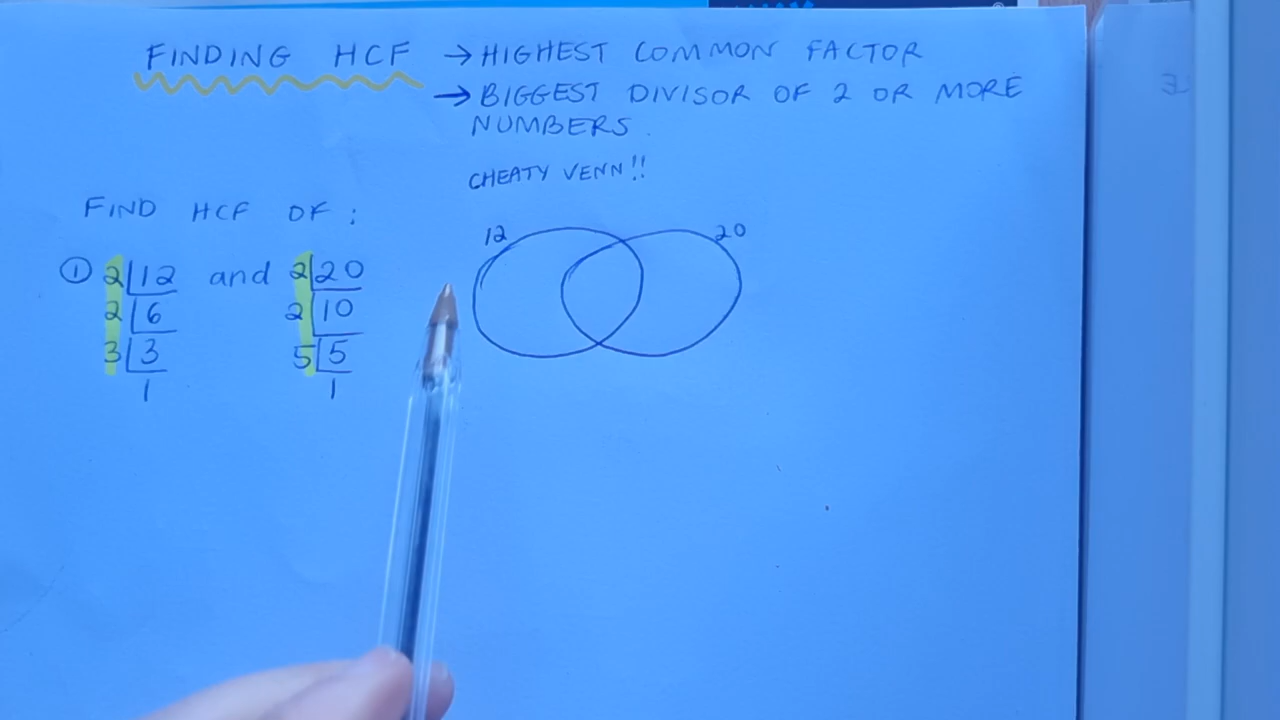 FINDING HCF → HIGHEST COMMON FACTOR
→ BIGGEST DIVISOR OF 2 OR MORE
NUMBERS.
CHEATY VENN!!
FIND HCF OF:
12 20
① 2 12 and 2 20
2 6 2 10
3 3 5 5
1 1